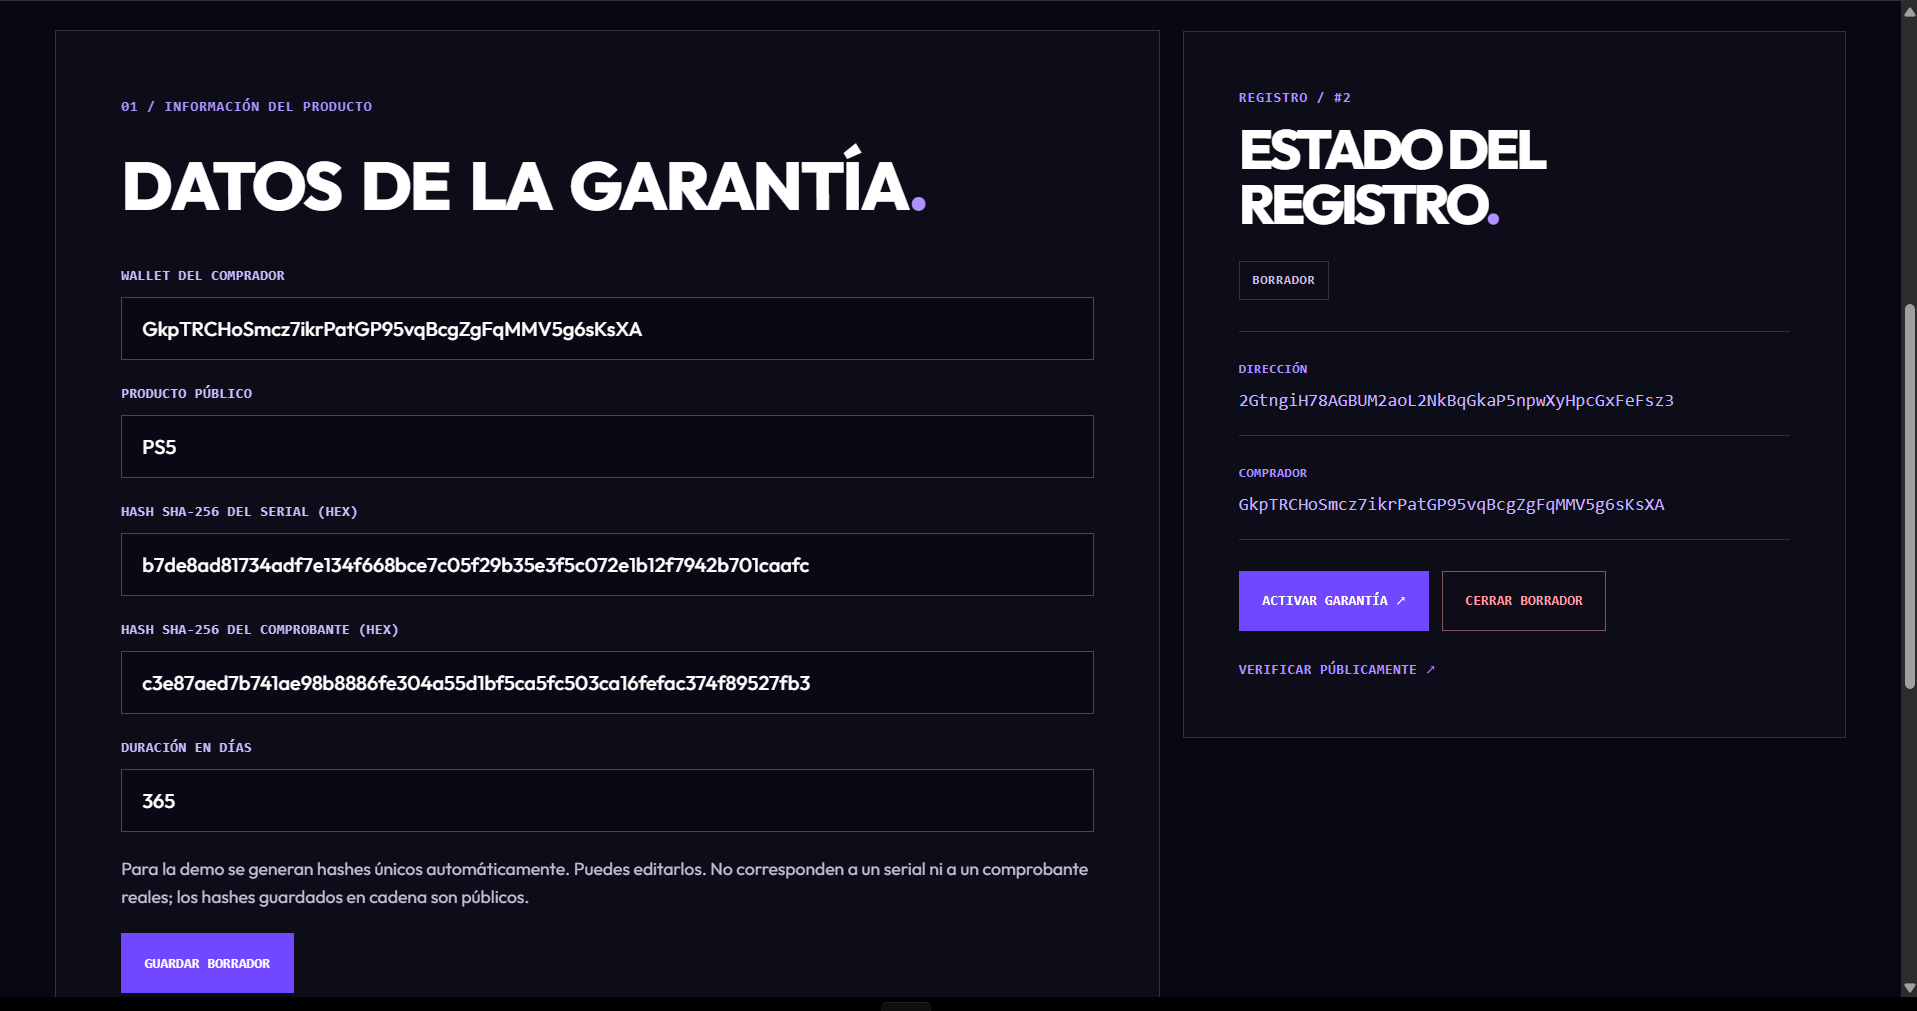 01 / INFORMACIÓN DEL PRODUCTO
DATOS DE LA GARANTÍA.
WALLET DEL COMPRADOR
GkpTRCHoSmcz7ikrPatGP95vqBcgZgFqMMV5g6sKsXA
PRODUCTO PÚBLICO
PS5
HASH SHA-256 DEL SERIAL (HEX)
b7de8ad81734adf7e134f668bce7c05f29b35e3f5c072e1b12f7942b701caafc
HASH SHA-256 DEL COMPROBANTE (HEX)
c3e87aed7b741ae98b8886fe304a55d1bf5ca5fc503ca16fefac374f89527fb3
DURACIÓN EN DÍAS
365
Para la demo se generan hashes únicos automáticamente. Puedes editarlos. No corresponden a un serial ni a un comprobante
reales; los hashes guardados en cadena son públicos.
GUARDAR BORRADOR
REGISTRO / #2
ESTADO DEL
REGISTRO.
BORRADOR
DIRECCIÓN
2GtngiH78AGBUM2aoL2NkBqGkaP5npwXyHpcGxFeFsz3
COMPRADOR
GkpTRCHoSmcz7ikrPatGP95vqBcgZgFqMMV5g6sKsXA
ACTIVAR GARANTÍA ↗
CERRAR BORRADOR
VERIFICAR PÚBLICAMENTE ↗